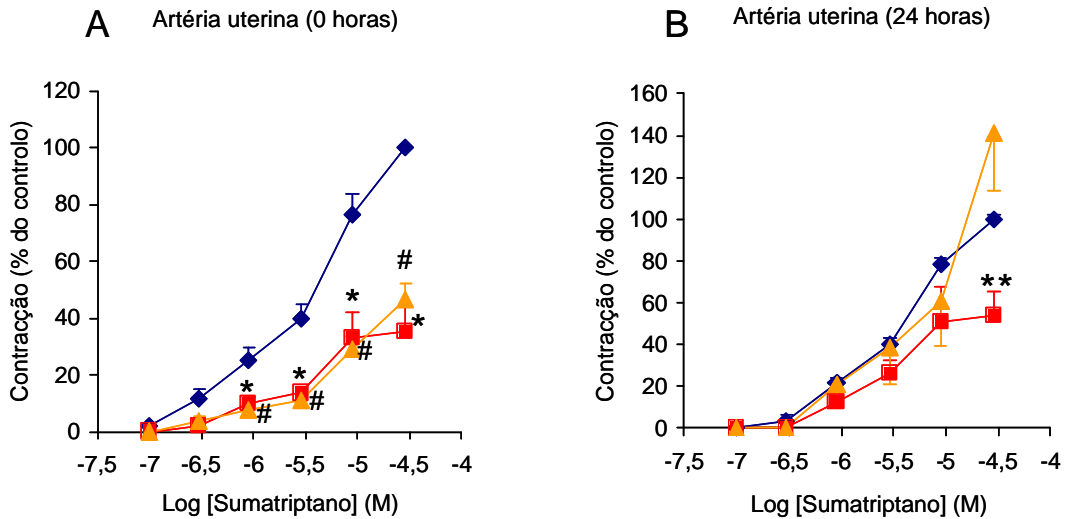 A
Artéria uterina (0 horas)
Contracção (% do controlo)
120
100
80
60
40
20
0
#
*
*
*
*
#
#
#
-7,5 -7 -6,5 -6 -5,5 -5 -4,5 -4
Log [Sumatriptano] (M)
B
Artéria uterina (24 horas)
Contracção (% do controlo)
160
140
120
100
80
60
40
20
0
**
-7,5 -7 -6,5 -6 -5,5 -5 -4,5 -4
Log [Sumatriptano] (M)